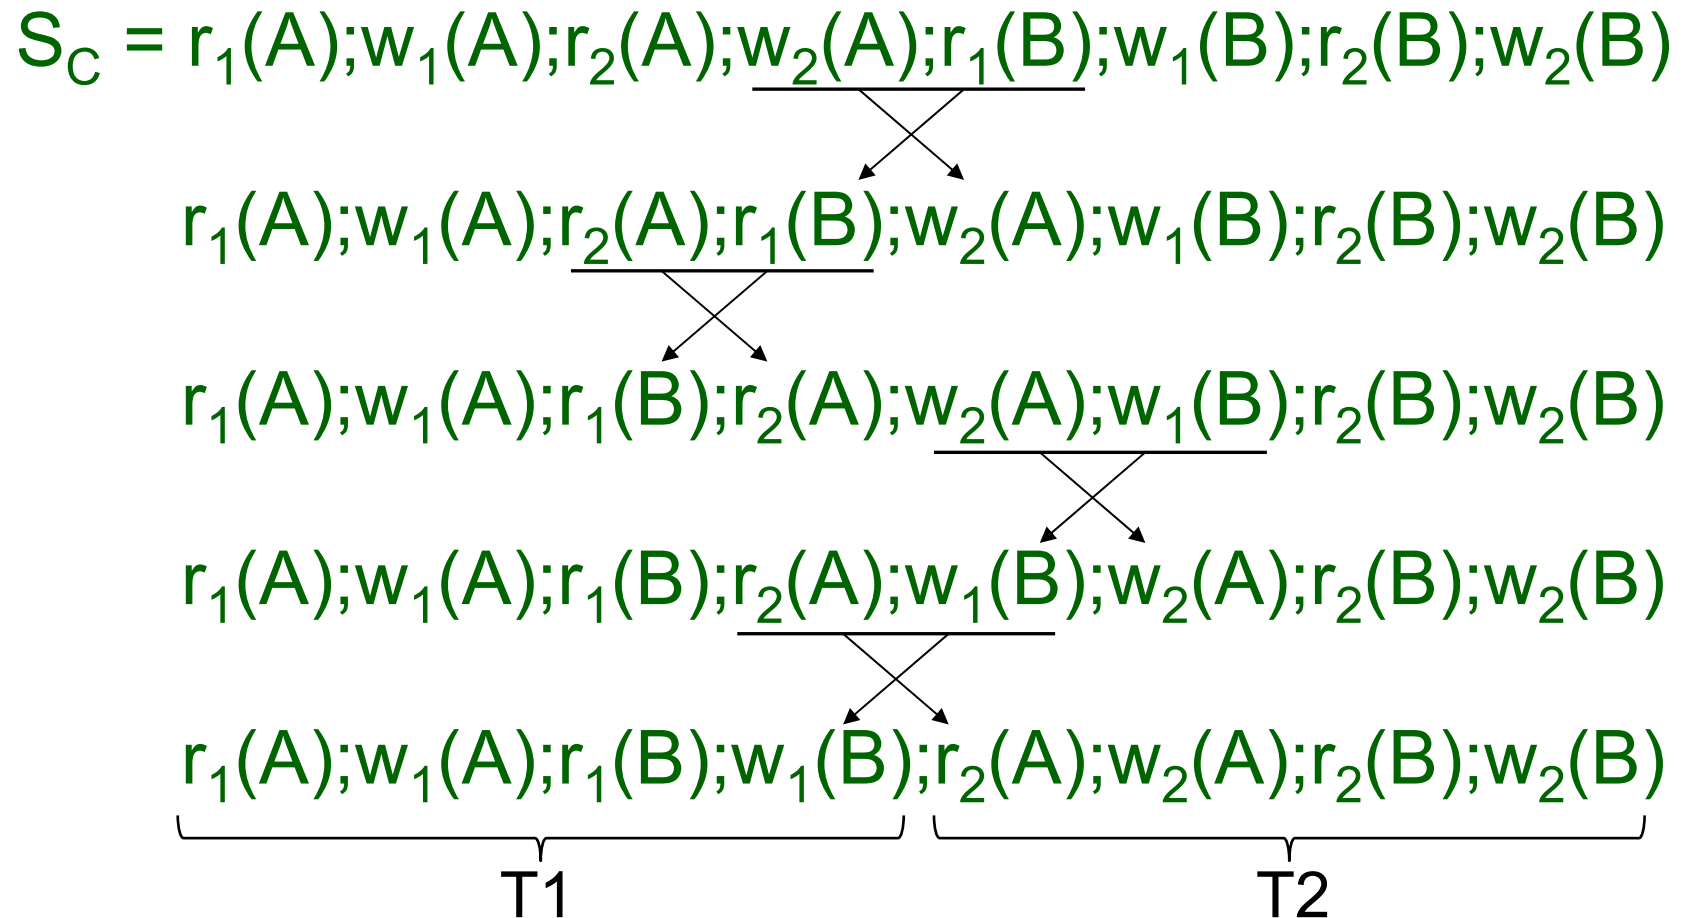 S_C = r₁(A);w₁(A);r₂(A);w₂(A);r₁(B);w₁(B);r₂(B);w₂(B)
r₁(A);w₁(A);r₂(A);r₁(B);w₂(A);w₁(B);r₂(B);w₂(B)
r₁(A);w₁(A);r₁(B);r₂(A);w₂(A);w₁(B);r₂(B);w₂(B)
r₁(A);w₁(A);r₁(B);r₂(A);w₁(B);w₂(A);r₂(B);w₂(B)
r₁(A);w₁(A);r₁(B);w₁(B);r₂(A);w₂(A);r₂(B);w₂(B)
T1 T2